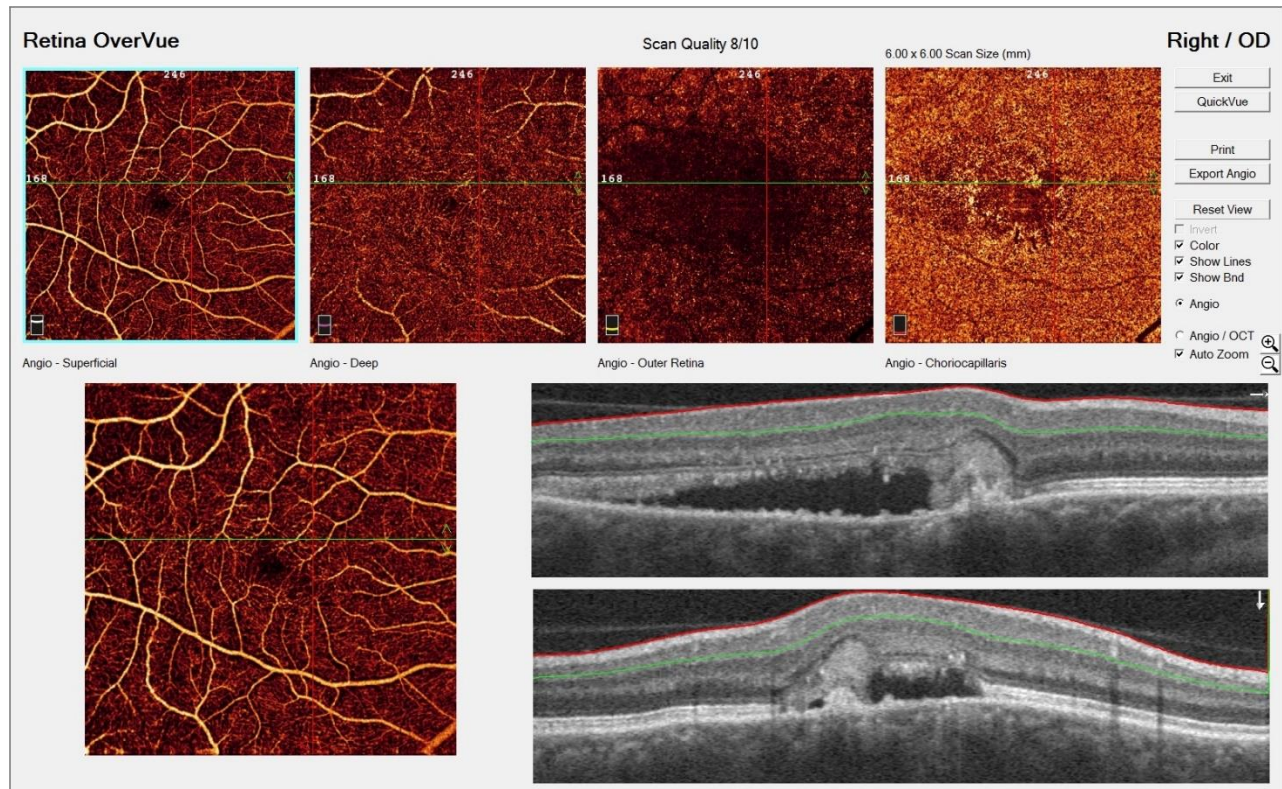 Retina OverVue
Scan Quality 8/10
6.00 x 6.00 Scan Size (mm)
Right / OD
246
246
246
246
168
168
168
168
Exit
QuickVue
Print
Export Angio
Reset View
Invert
Color
Show Lines
Show Bnd
Angio
Angio / OCT
Auto Zoom
Angio - Superficial
Angio - Deep
Angio - Outer Retina
Angio - Choriocapillaris